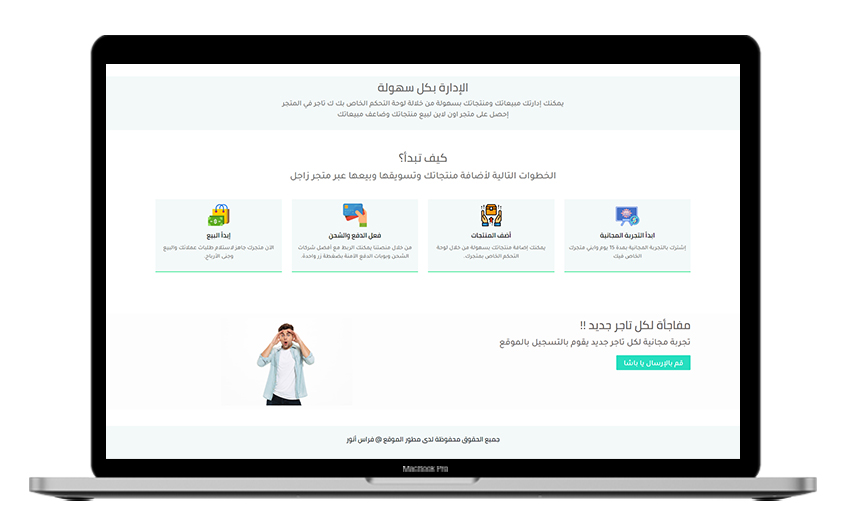 الإدارة بكل سهولة
يمكنك إدارتك مبيعاتك ومنتجاتك بسهولة من خلالة لوحة التحكم الخاص بك ك تاجر في المتجر
إحصل على متجر اون لاين لبيع منتجاتك وضاعف مبيعاتك
كيف تبدأ؟
الخطوات التالية لأضافة منتجاتك وتسويقها وبيعها عبر متجر زاجل
ابدأ التجربة المجانية
إشترك بالتجربة المجانية بمدة 15 يوم وابني متجرك
الخاص فيك
أضف المنتجات
يمكنك إضافة منتجاتك بسهولة من خلال لوحة
التحكم الخاص بمتجرك.
فعل الدفع والشحن
من خلال منصتنا يمكنك الربط مع أفضل شركات
الشحن وبوبات الدفع الآمنة بضغطة زر واحدة.
إبدأ البيع
الآن متجرك جاهز لاستلام طلبات عملائك والبيع
وجني الأرباح.
مفاجأة لكل تاجر جديد !!
تجربة مجانية لكل تاجر جديد يقوم بالتسجيل بالموقع
قم بالإرسال يا باشا
جميع الحقوق محفوظة لدى مطور الموقع @ فراس أنور
MacBook Pro